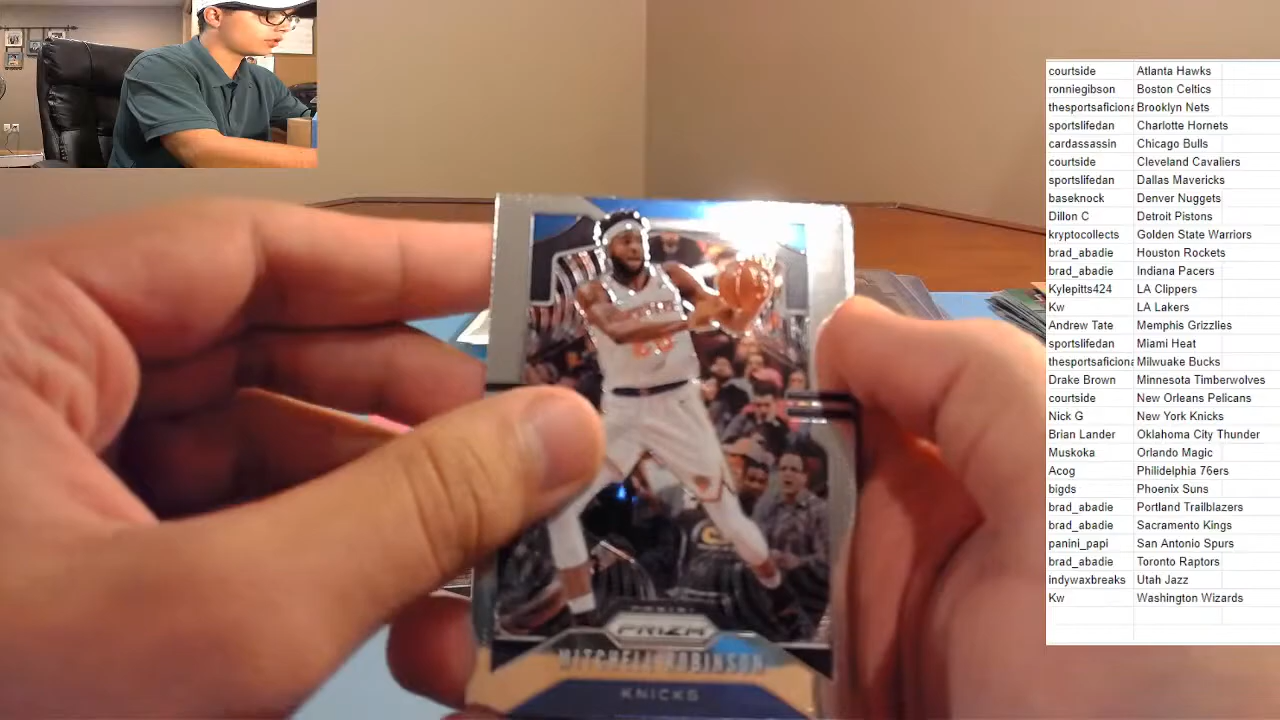 courtside Atlanta Hawks
ronniegibson Boston Celtics
thesportsaficiona Brooklyn Nets
sportslifedan Charlotte Hornets
cardassassin Chicago Bulls
courtside Cleveland Cavaliers
sportslifedan Dallas Mavericks
baseknock Denver Nuggets
Dillon C Detroit Pistons
kryptocollects Golden State Warriors
brad_abadie Houston Rockets
brad_abadie Indiana Pacers
Kylepitts424 LA Clippers
Kw LA Lakers
Andrew Tate Memphis Grizzlies
sportslifedan Miami Heat
thesportsaficiona Milwuake Bucks
Drake Brown Minnesota Timberwolves
courtside New Orleans Pelicans
Nick G New York Knicks
Brian Lander Oklahoma City Thunder
Muskoka Orlando Magic
Acog Philidelphia 76ers
bigds Phoenix Suns
brad_abadie Portland Trailblazers
brad_abadie Sacramento Kings
panini_papi San Antonio Spurs
brad_abadie Toronto Raptors
indywaxbreaks Utah Jazz
Kw Washington Wizards
PANINI
PRIZM
MITCHELL ROBINSON
KNICKS